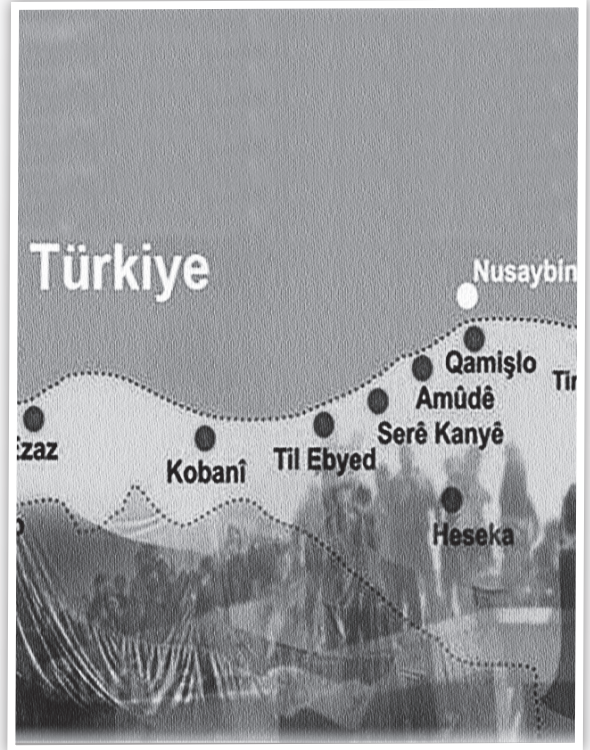 Türkiye
Nusaybin
Qamişlo
Amûdê
Serê Kanyê
Til Ebyed
Kobanî
Heseka